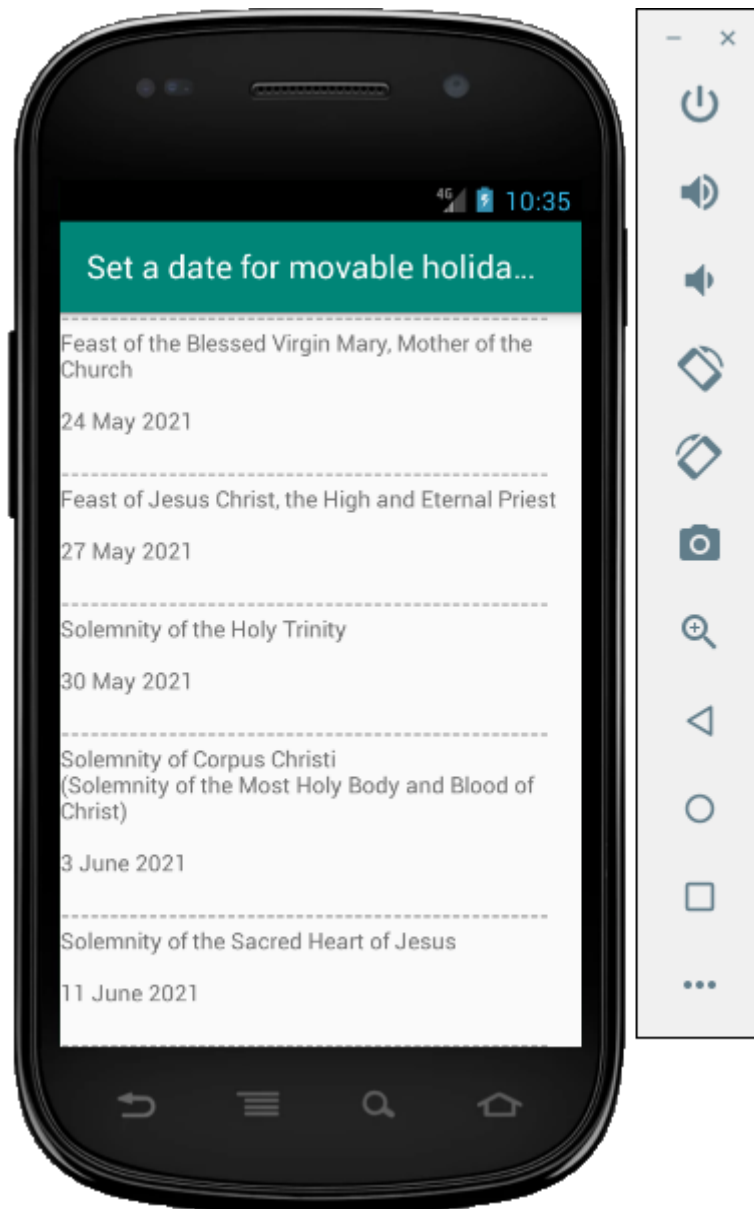 4G 10:35
Set a date for movable holida...
------------------------------------------------
Feast of the Blessed Virgin Mary, Mother of the
Church
24 May 2021
------------------------------------------------
Feast of Jesus Christ, the High and Eternal Priest
27 May 2021
------------------------------------------------
Solemnity of the Holy Trinity
30 May 2021
------------------------------------------------
Solemnity of Corpus Christi
(Solemnity of the Most Holy Body and Blood of
Christ)
3 June 2021
------------------------------------------------
Solemnity of the Sacred Heart of Jesus
11 June 2021
------------------------------------------------